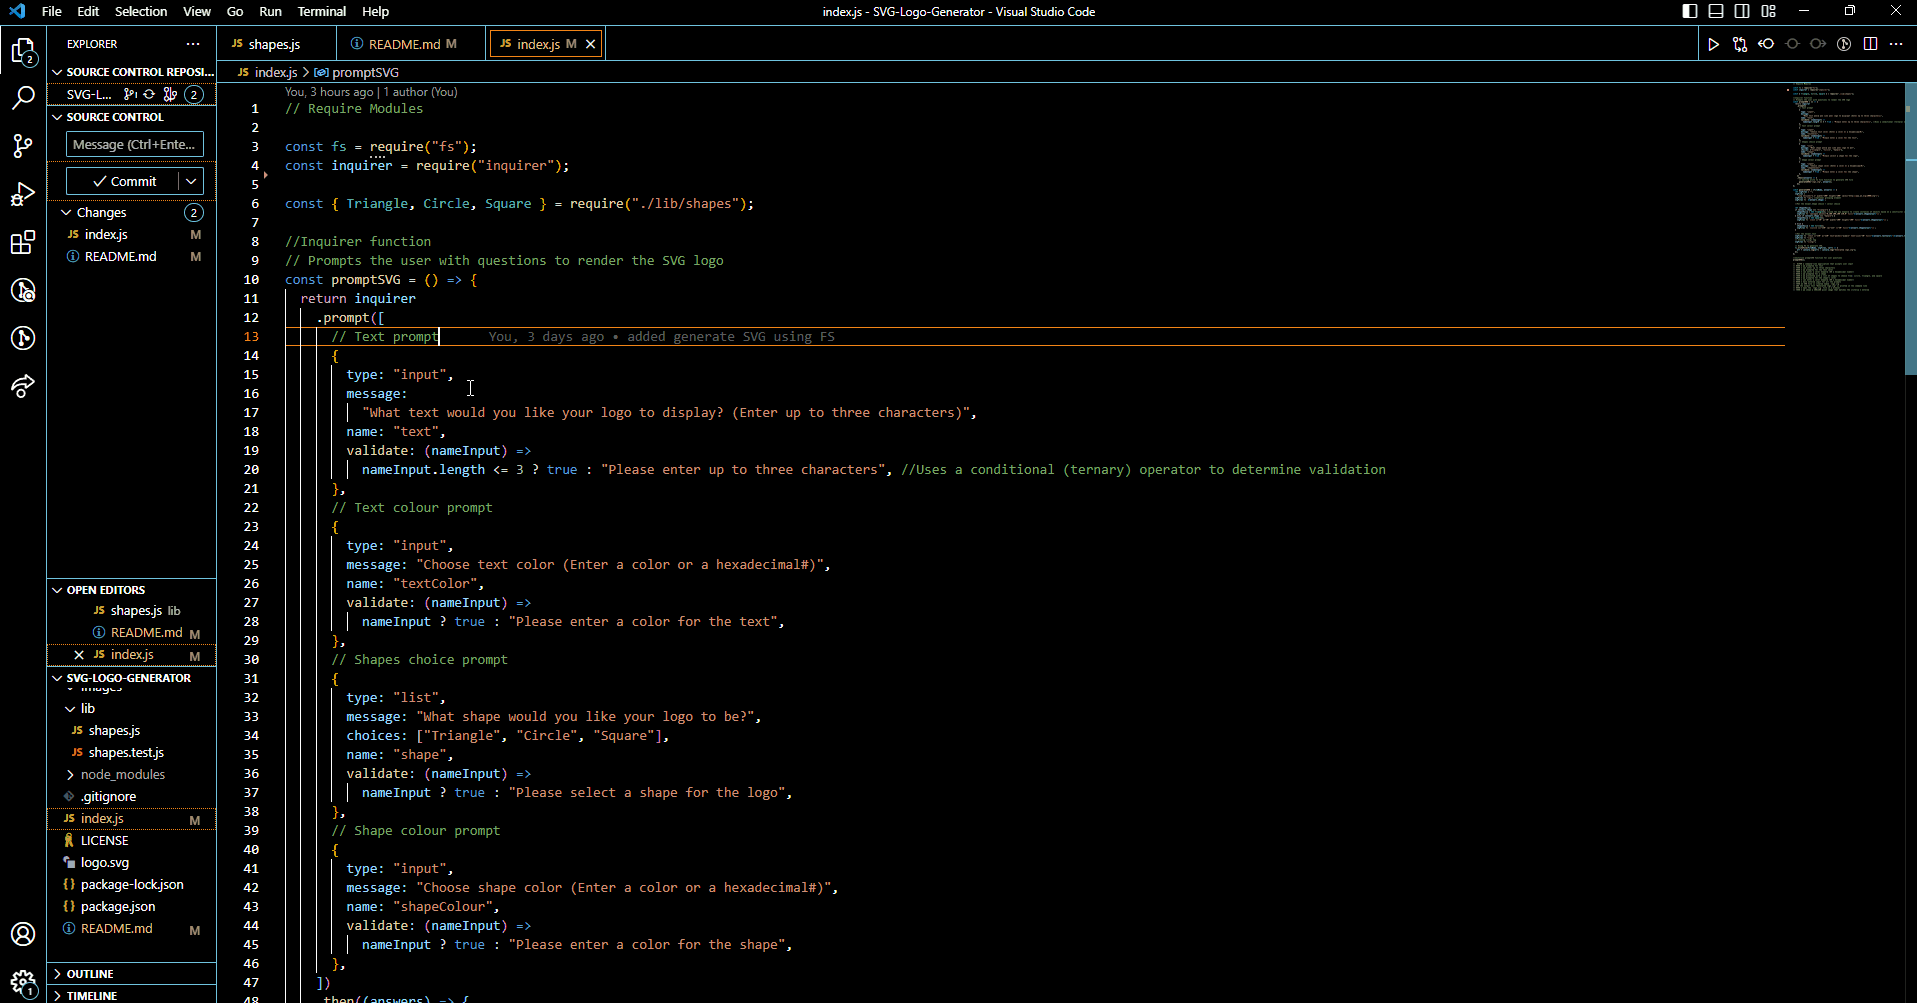 File Edit Selection View Go Run Terminal Help
index.js - SVG-Logo-Generator - Visual Studio Code
EXPLORER
SOURCE CONTROL REPOSI...
SVG-L... 2
SOURCE CONTROL
Message (Ctrl+Ente...
Commit
Changes 2
index.js M
README.md M
OPEN EDITORS
shapes.js lib
README.md M
index.js M
SVG-LOGO-GENERATOR
images
lib
shapes.js
shapes.test.js
node_modules
.gitignore
index.js M
LICENSE
logo.svg
package-lock.json
package.json
README.md M
OUTLINE
TIMELINE
2
1
JS shapes.js
README.md M
JS index.js M
JS index.js > promptSVG
You, 3 hours ago | 1 author (You)
1 // Require Modules
2
3 const fs = require("fs");
4 const inquirer = require("inquirer");
5
6 const { Triangle, Circle, Square } = require("./lib/shapes");
7
8 //Inquirer function
9 // Prompts the user with questions to render the SVG logo
10 const promptSVG = () => {
11 return inquirer
12 .prompt([
13 // Text prompt You, 3 days ago • added generate SVG using FS
14 {
15 type: "input",
16 message:
17 "What text would you like your logo to display? (Enter up to three characters)",
18 name: "text",
19 validate: (nameInput) =>
20 nameInput.length <= 3 ? true : "Please enter up to three characters", //Uses a conditional (ternary) operator to determine validation
21 },
22 // Text colour prompt
23 {
24 type: "input",
25 message: "Choose text color (Enter a color or a hexadecimal#)",
26 name: "textColor",
27 validate: (nameInput) =>
28 nameInput ? true : "Please enter a color for the text",
29 },
30 // Shapes choice prompt
31 {
32 type: "list",
33 message: "What shape would you like your logo to be?",
34 choices: ["Triangle", "Circle", "Square"],
35 name: "shape",
36 validate: (nameInput) =>
37 nameInput ? true : "Please select a shape for the logo",
38 },
39 // Shape colour prompt
40 {
41 type: "input",
42 message: "Choose shape color (Enter a color or a hexadecimal#)",
43 name: "shapeColour",
44 validate: (nameInput) =>
45 nameInput ? true : "Please enter a color for the shape",
46 },
47 ])
48 .then((answers) => {